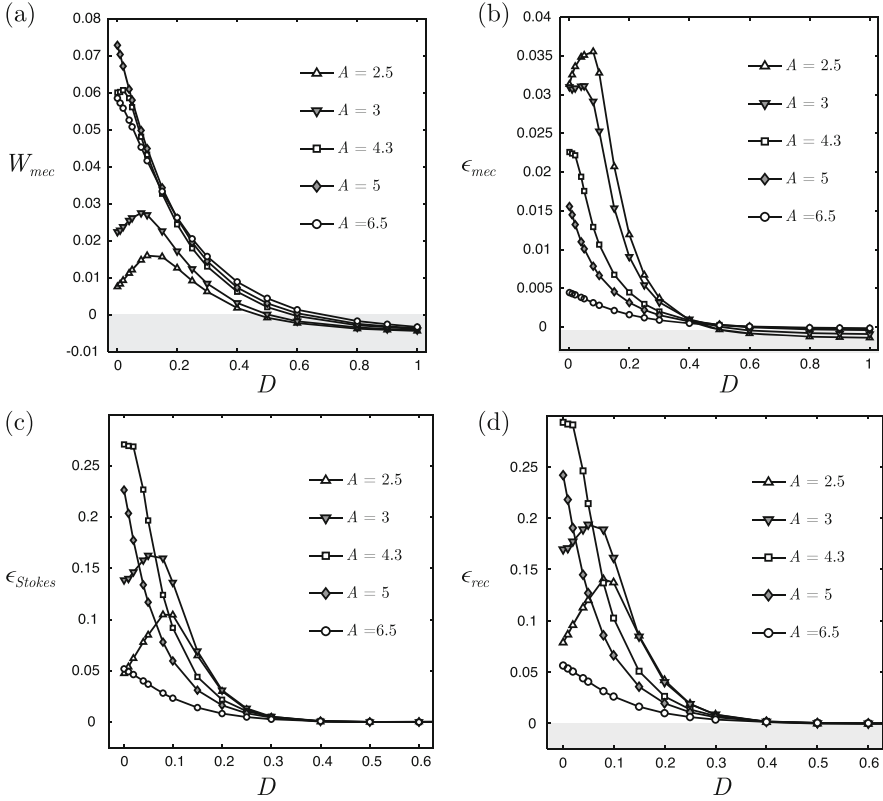 (a)
0.08
0.07
0.06
0.05
0.04
0.03
0.02
0.01
0
-0.01
W_mec
0 0.2 0.4 0.6 0.8 1
D
A = 2.5
A = 3
A = 4.3
A = 5
A =6.5
(b)
0.04
0.035
0.03
0.025
0.02
0.015
0.01
0.005
0
ϵ_mec
0 0.2 0.4 0.6 0.8 1
D
A = 2.5
A = 3
A = 4.3
A = 5
A =6.5
(c)
0.25
0.2
0.15
0.1
0.05
0
ϵ_Stokes
0 0.1 0.2 0.3 0.4 0.5 0.6
D
A = 2.5
A = 3
A = 4.3
A = 5
A =6.5
(d)
0.25
0.2
0.15
0.1
0.05
0
ϵ_rec
0 0.1 0.2 0.3 0.4 0.5 0.6
D
A = 2.5
A = 3
A = 4.3
A = 5
A =6.5